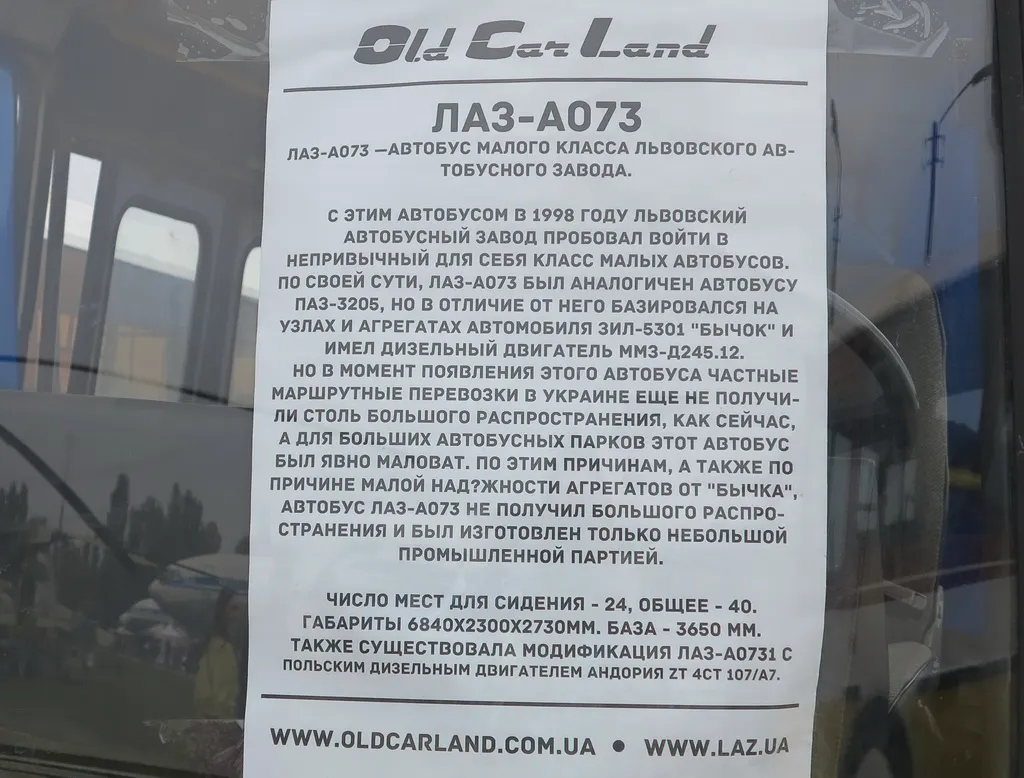 Old Car Land
ЛАЗ-А073
ЛАЗ-А073 —АВТОБУС МАЛОГО КЛАССА ЛЬВОВСКОГО АВ-
ТОБУСНОГО ЗАВОДА.
С ЭТИМ АВТОБУСОМ В 1998 ГОДУ ЛЬВОВСКИЙ
АВТОБУСНЫЙ ЗАВОД ПРОБОВАЛ ВОЙТИ В
НЕПРИВЫЧНЫЙ ДЛЯ СЕБЯ КЛАСС МАЛЫХ АВТОБУСОВ.
ПО СВОЕЙ СУТИ, ЛАЗ-А073 БЫЛ АНАЛОГИЧЕН АВТОБУСУ
ПАЗ-3205, НО В ОТЛИЧИЕ ОТ НЕГО БАЗИРОВАЛСЯ НА
УЗЛАХ И АГРЕГАТАХ АВТОМОБИЛЯ ЗИЛ-5301 "БЫЧОК" И
ИМЕЛ ДИЗЕЛЬНЫЙ ДВИГАТЕЛЬ ММЗ-Д245.12.
НО В МОМЕНТ ПОЯВЛЕНИЯ ЭТОГО АВТОБУСА ЧАСТНЫЕ
МАРШРУТНЫЕ ПЕРЕВОЗКИ В УКРАИНЕ ЕЩЕ НЕ ПОЛУЧИ-
ЛИ СТОЛЬ БОЛЬШОГО РАСПРОСТРАНЕНИЯ, КАК СЕЙЧАС,
А ДЛЯ БОЛЬШИХ АВТОБУСНЫХ ПАРКОВ ЭТОТ АВТОБУС
БЫЛ ЯВНО МАЛОВАТ. ПО ЭТИМ ПРИЧИНАМ, А ТАКЖЕ ПО
ПРИЧИНЕ МАЛОЙ НАД?ЖНОСТИ АГРЕГАТОВ ОТ "БЫЧКА",
АВТОБУС ЛАЗ-А073 НЕ ПОЛУЧИЛ БОЛЬШОГО РАСПРО-
СТРАНЕНИЯ И БЫЛ ИЗГОТОВЛЕН ТОЛЬКО НЕБОЛЬШОЙ
ПРОМЫШЛЕННОЙ ПАРТИЕЙ.
ЧИСЛО МЕСТ ДЛЯ СИДЕНИЯ - 24, ОБЩЕЕ - 40.
ГАБАРИТЫ 6840Х2300Х2730ММ. БАЗА - 3650 ММ.
ТАКЖЕ СУЩЕСТВОВАЛА МОДИФИКАЦИЯ ЛАЗ-А0731 С
ПОЛЬСКИМ ДИЗЕЛЬНЫМ ДВИГАТЕЛЕМ АНДОРИЯ ZT 4CT 107/А7.
WWW.OLDCARLAND.COM.UA ● WWW.LAZ.UA